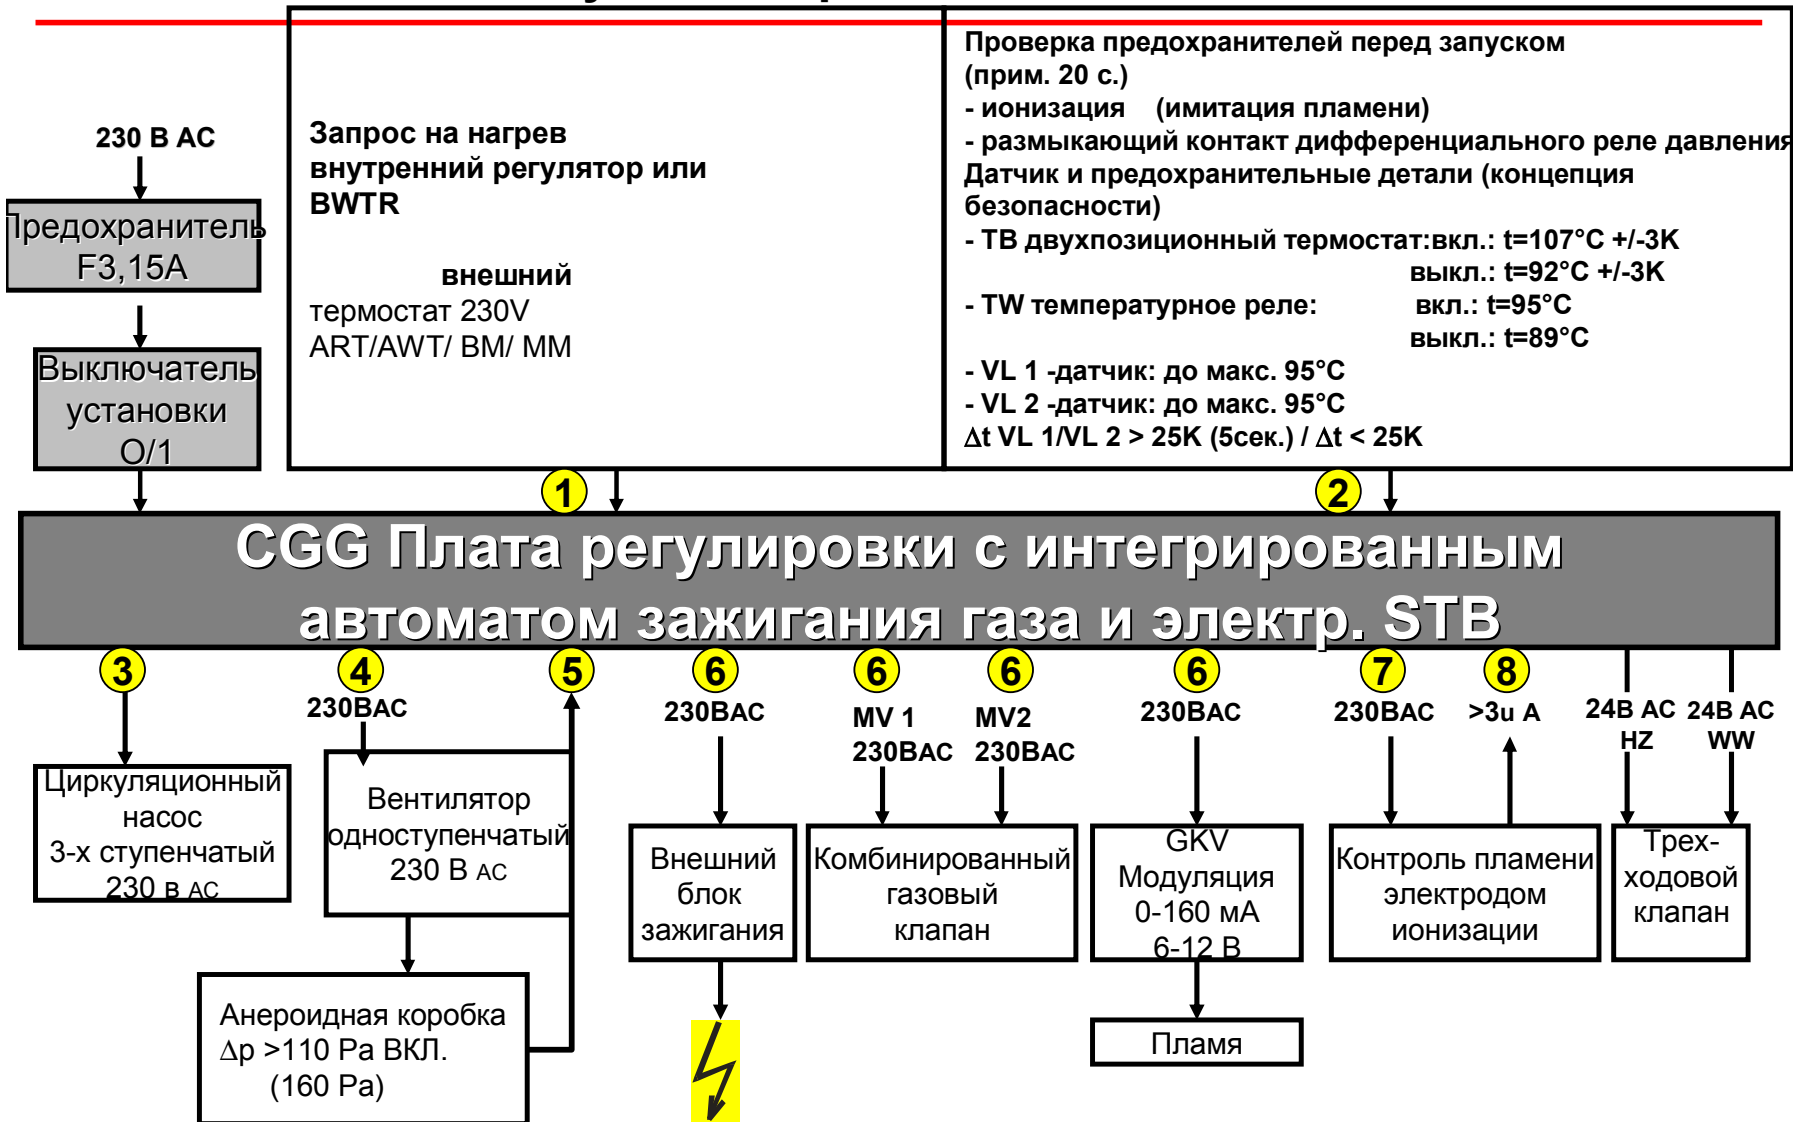 230 В АС
Предохранитель
F3,15A
Выключатель
установки
О/1
Запрос на нагрев
внутренний регулятор или
BWTR
внешний
термостат 230V
ART/AWT/ BM/ MM
Проверка предохранителей перед запуском
(прим. 20 с.)
- ионизация (имитация пламени)
- размыкающий контакт дифференциального реле давления
Датчик и предохранительные детали (концепция
безопасности)
- ТВ двухпозиционный термостат:вкл.: t=107°C +/-3K
выкл.: t=92°C +/-3K
- TW температурное реле: вкл.: t=95°C
выкл.: t=89°C
- VL 1 -датчик: до макс. 95°C
- VL 2 -датчик: до макс. 95°C
Δt VL 1/VL 2 > 25K (5сек.) / Δt < 25K
1
2
CGG Плата регулировки с интегрированным
автоматом зажигания газа и электр. STB
3
4
5
6
6
6
6
7
8
230ВАС
230ВАС
MV 1
230ВАС
MV2
230ВАС
230ВАС
230ВАС
>3u A
24В АС
HZ
24В АС
WW
Циркуляционный
насос
3-х ступенчатый
230 в АС
Вентилятор
одноступенчатый
230 В АС
Внешний
блок
зажигания
Комбинированный
газовый
клапан
GKV
Модуляция
0-160 мА
6-12 В
Контроль пламени
электродом
ионизации
Трех-
ходовой
клапан
Анероидная коробка
Δp >110 Pa ВКЛ.
(160 Pa)
Пламя